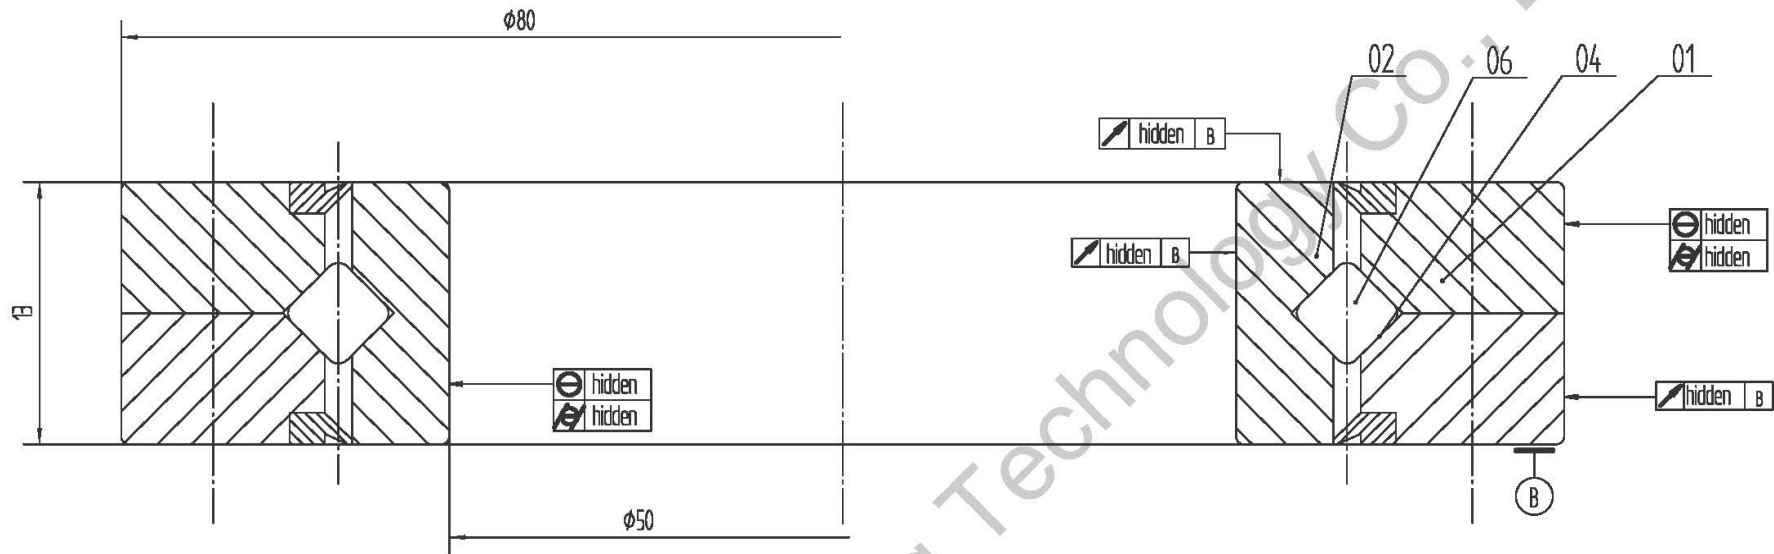 ϕ80
02 06 04 01
hidden B
hidden
hidden
hidden B
13
hidden
hidden
hidden B
B
ϕ50
Technology Co.,